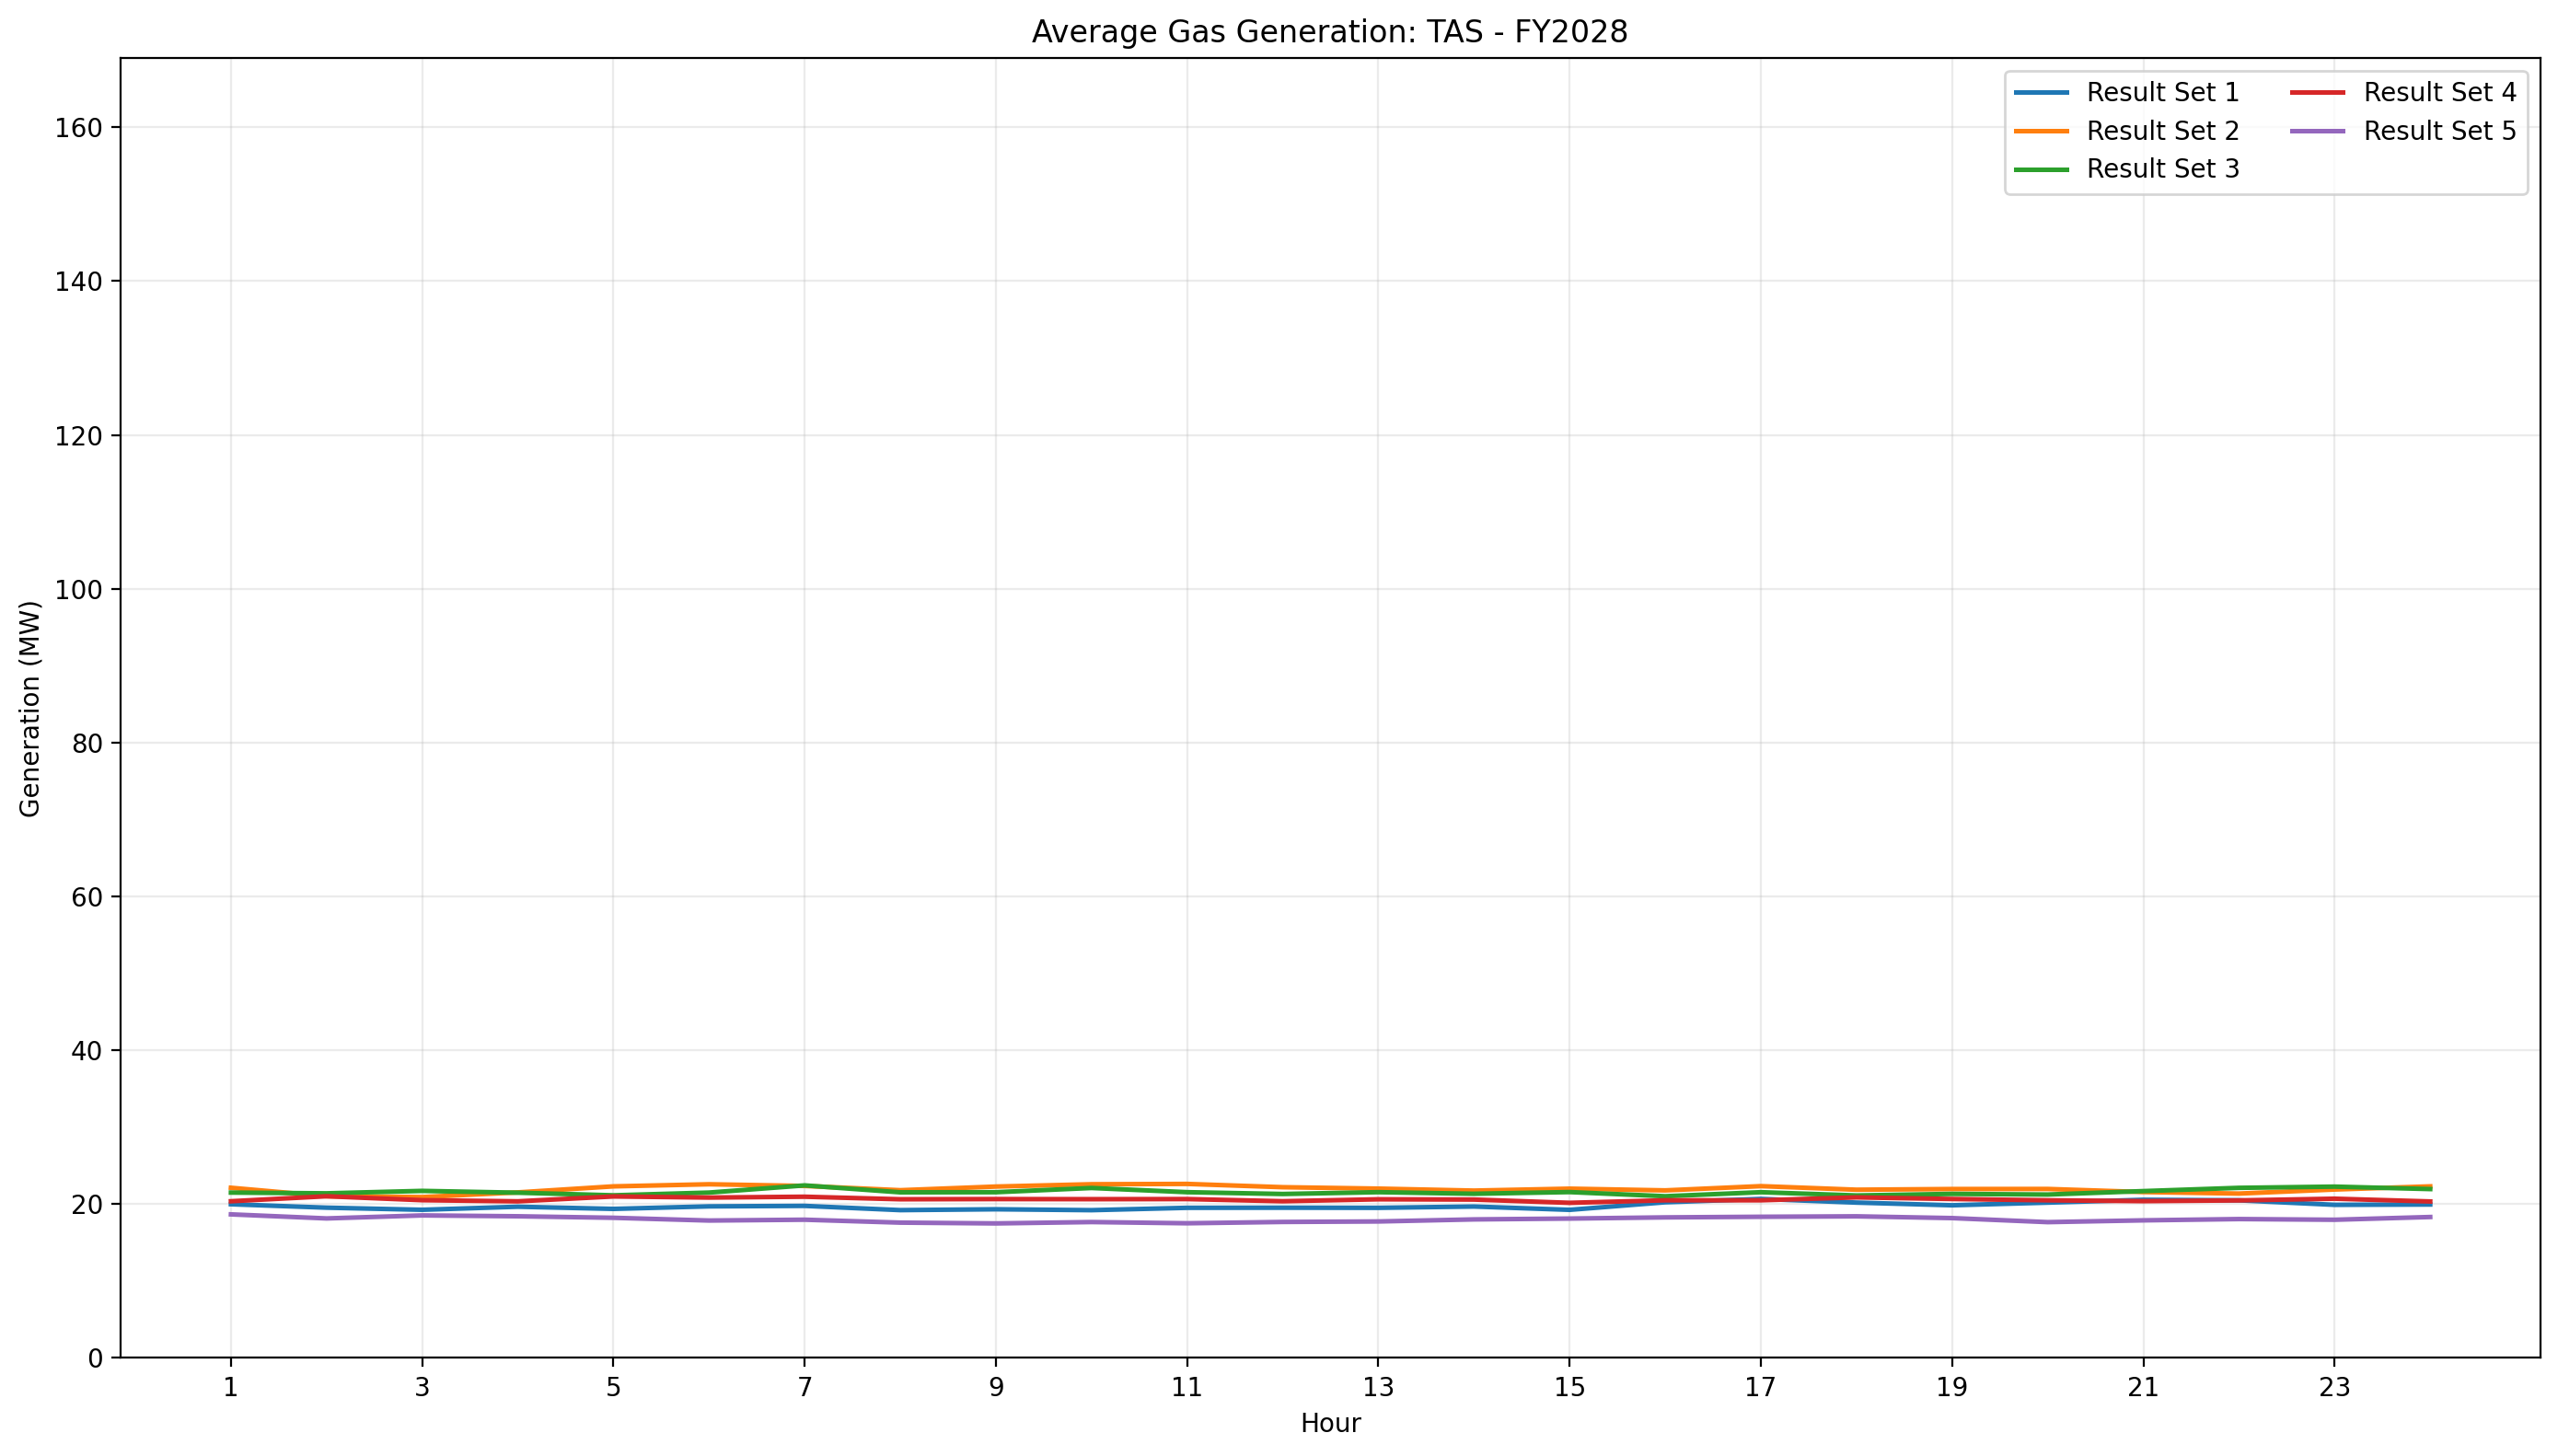 Average Gas Generation: TAS - FY2028
Result Set 1
Result Set 2
Result Set 3
Result Set 4
Result Set 5
Generation (MW)
160
140
120
100
80
60
40
20
0
1 3 5 7 9 11 13 15 17 19 21 23
Hour